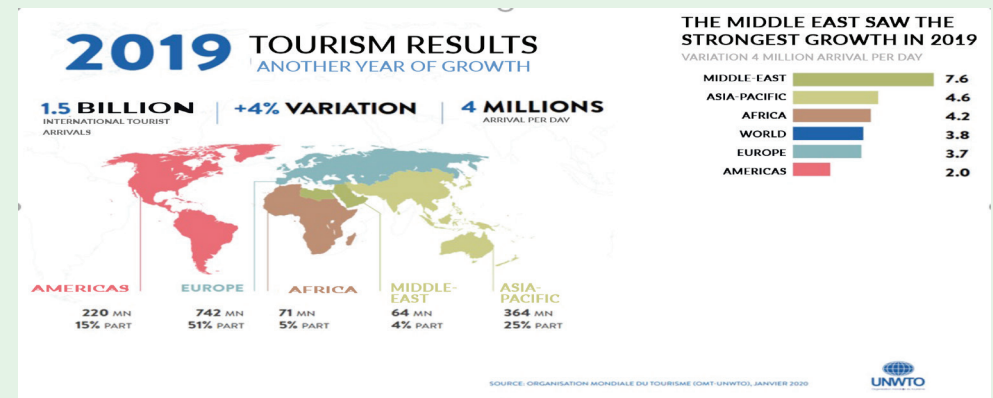 2019 TOURISM RESULTS
ANOTHER YEAR OF GROWTH
1.5 BILLION
INTERNATIONAL TOURIST
ARRIVALS
+4% VARIATION
4 MILLIONS
ARRIVAL PER DAY
AMERICAS
220 MN
15% PART
EUROPE
742 MN
51% PART
AFRICA
71 MN
5% PART
MIDDLE-
EAST
64 MN
4% PART
ASIA-
PACIFIC
364 MN
25% PART
THE MIDDLE EAST SAW THE
STRONGEST GROWTH IN 2019
VARIATION 4 MILLION ARRIVAL PER DAY
MIDDLE-EAST 7.6
ASIA-PACIFIC 4.6
AFRICA 4.2
WORLD 3.8
EUROPE 3.7
AMERICAS 2.0
SOURCE: ORGANISATION MONDIALE DU TOURISME (OMT-UNWTO), JANVIER 2020
UNWTO